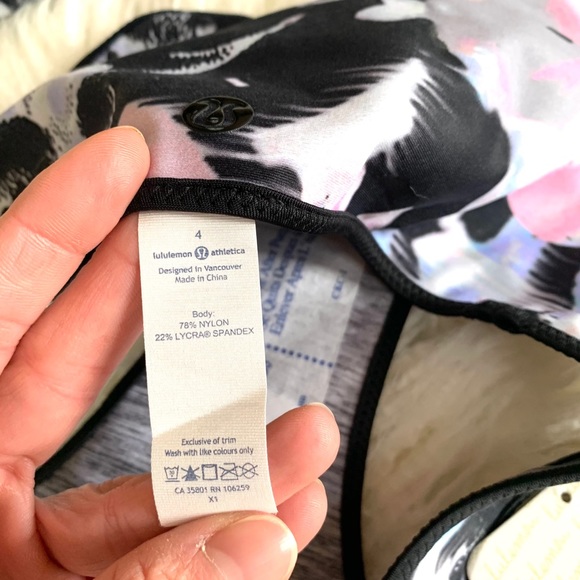 4
lululemon athletica
Designed in Vancouver
Made in China
Body:
78% NYLON
22% LYCRA® SPANDEX
Exclusive of trim
Wash with like colours only
CA 35801 RN 106259
X1